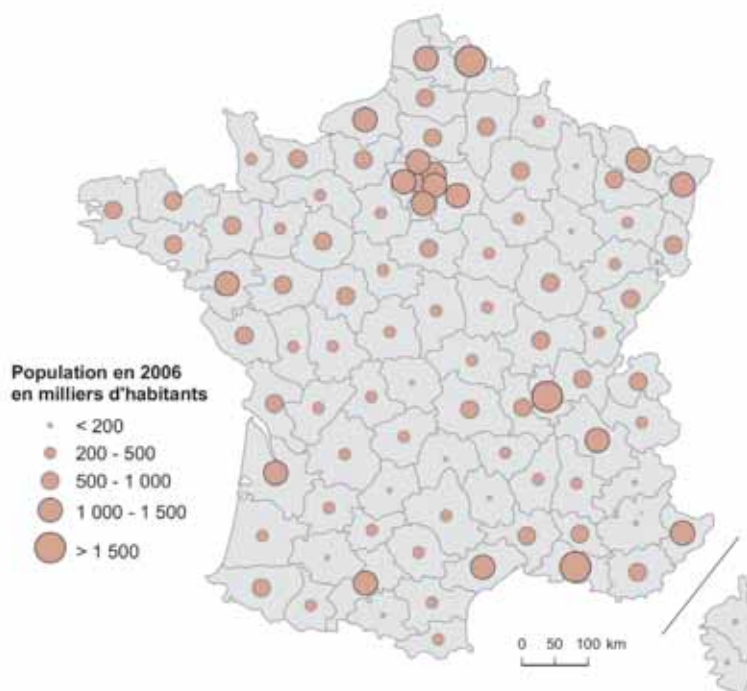 Population en 2006
en milliers d'habitants
< 200
200 - 500
500 - 1 000
1 000 - 1 500
> 1 500
0 50 100 km